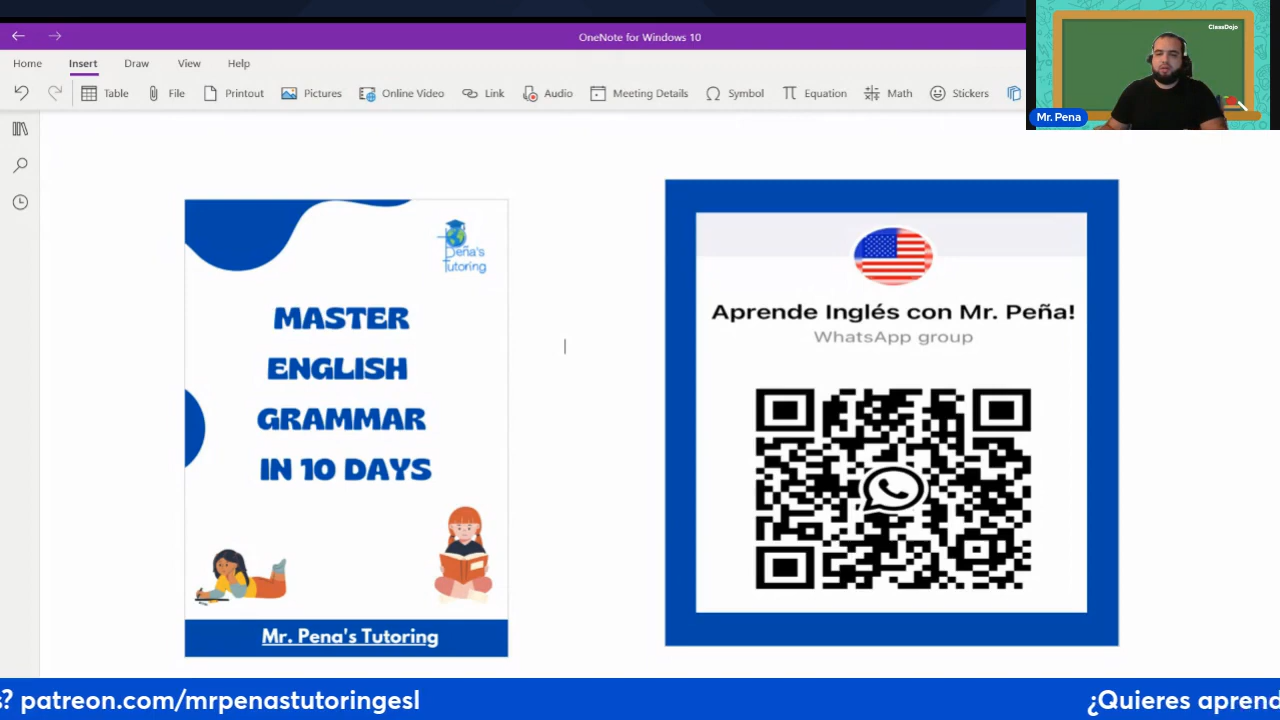 OneNote for Windows 10
Home Insert Draw View Help
Table File Printout Pictures Online Video Link Audio Meeting Details Symbol Equation Math Stickers
ClassDojo
Mr. Pena
Peña's
Tutoring
MASTER
ENGLISH
GRAMMAR
IN 10 DAYS
Mr. Pena's Tutoring
Aprende Inglés con Mr. Peña!
WhatsApp group
s? patreon.com/mrpenastutoringesl
¿Quieres aprend